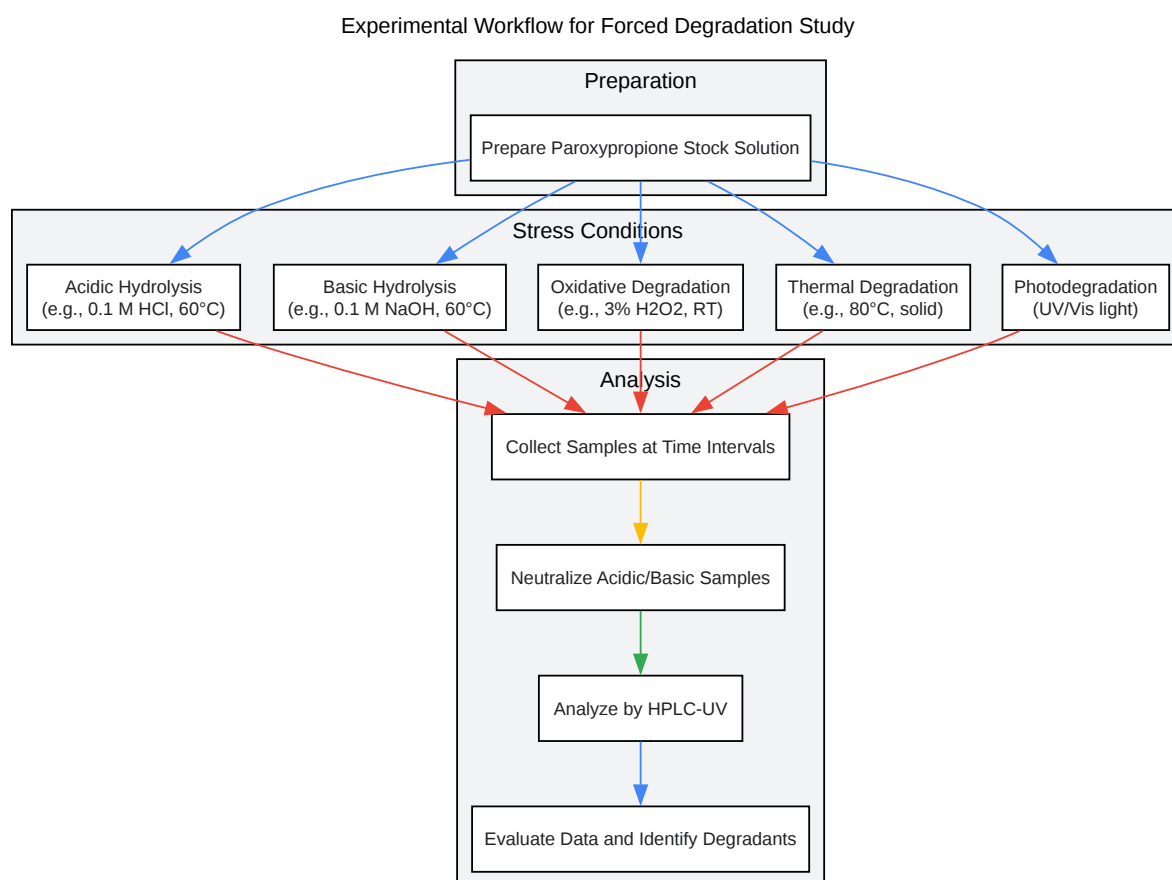 Experimental Workflow for Forced Degradation Study
Preparation
Prepare Paroxypropione Stock Solution
Stress Conditions
Acidic Hydrolysis
(e.g., 0.1 M HCl, 60°C)
Basic Hydrolysis
(e.g., 0.1 M NaOH, 60°C)
Oxidative Degradation
(e.g., 3% H2O2, RT)
Thermal Degradation
(e.g., 80°C, solid)
Photodegradation
(UV/Vis light)
Analysis
Collect Samples at Time Intervals
Neutralize Acidic/Basic Samples
Analyze by HPLC-UV
Evaluate Data and Identify Degradants